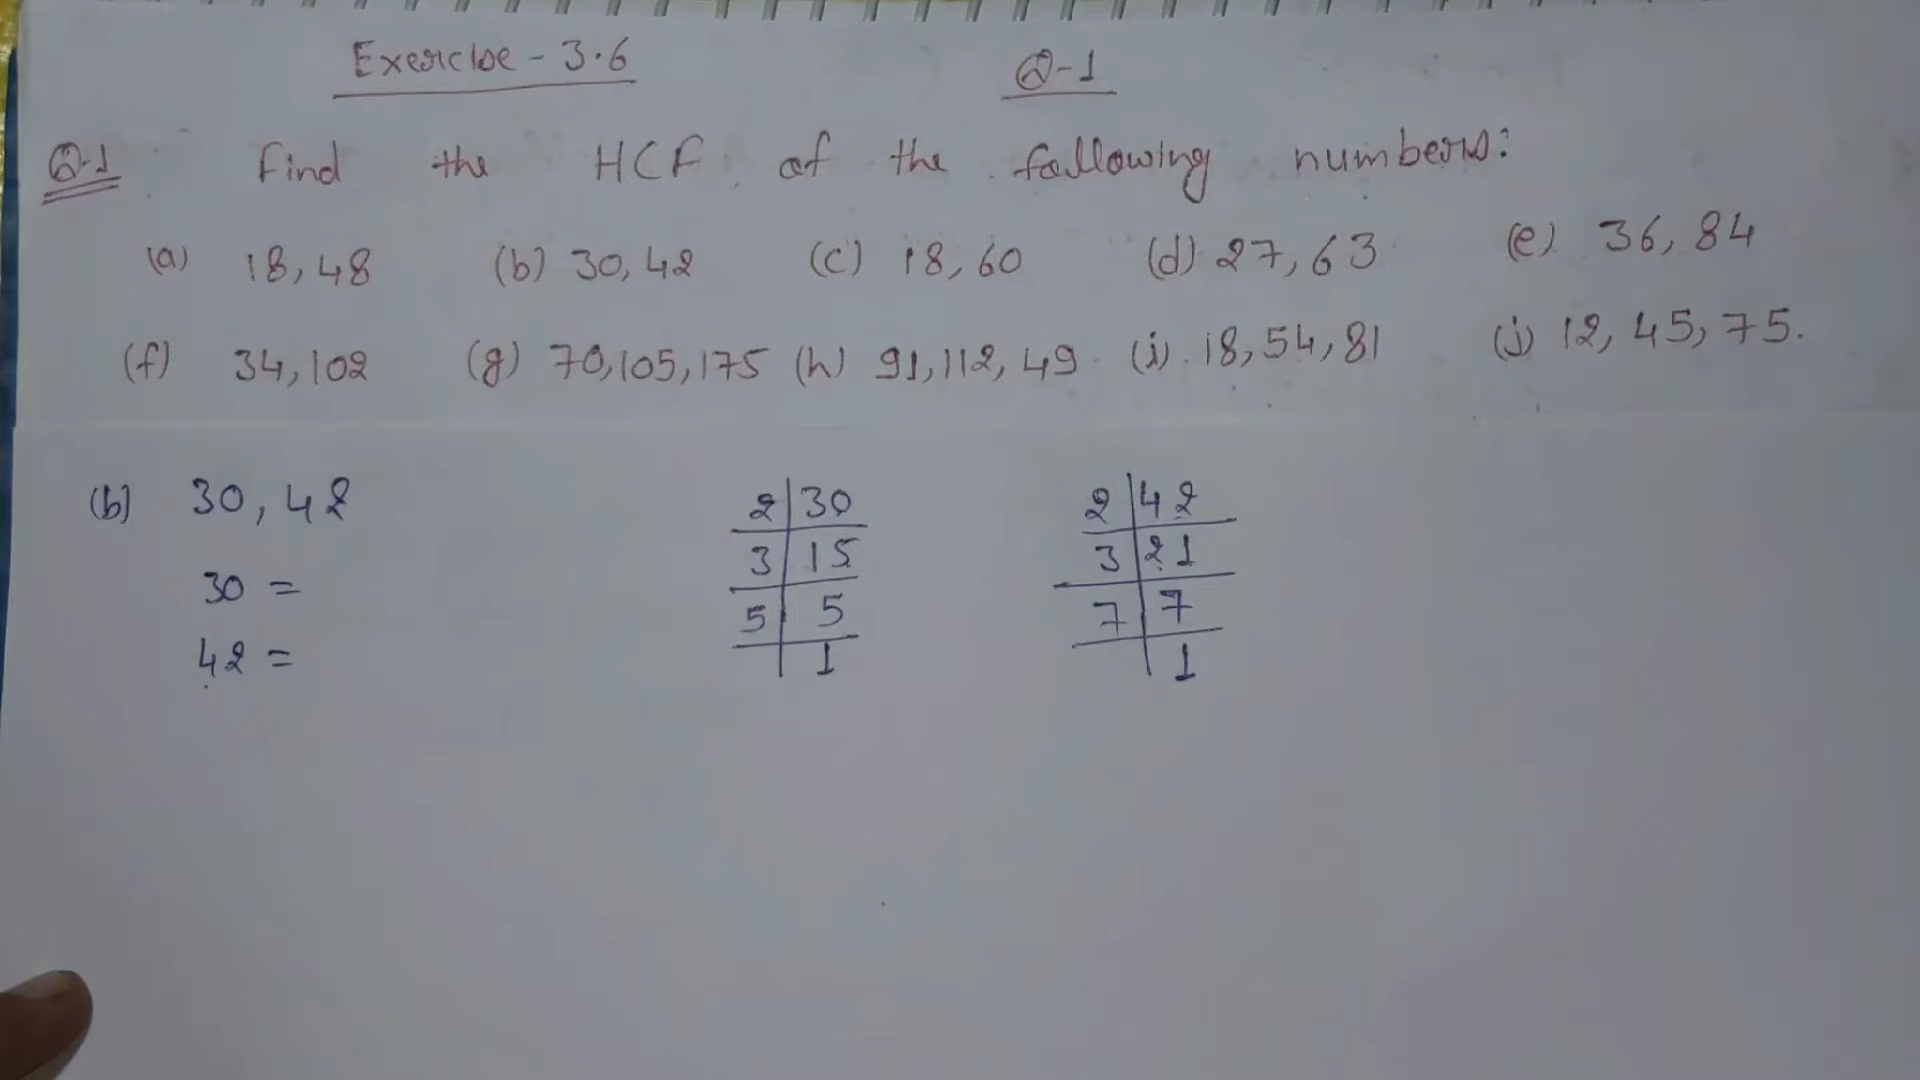 Exercise - 3.6
Q-1
Q-1 Find the HCF of the following numbers:
(a) 18, 48 (b) 30, 42 (c) 18, 60 (d) 27, 63 (e) 36, 84
(f) 34, 102 (g) 70, 105, 175 (h) 91, 112, 49 (i) 18, 54, 81 (j) 12, 45, 75.
(b) 30, 42
30 =
42 =
2 | 30
3 | 15
5 | 5
1
2 | 42
3 | 21
7 | 7
1